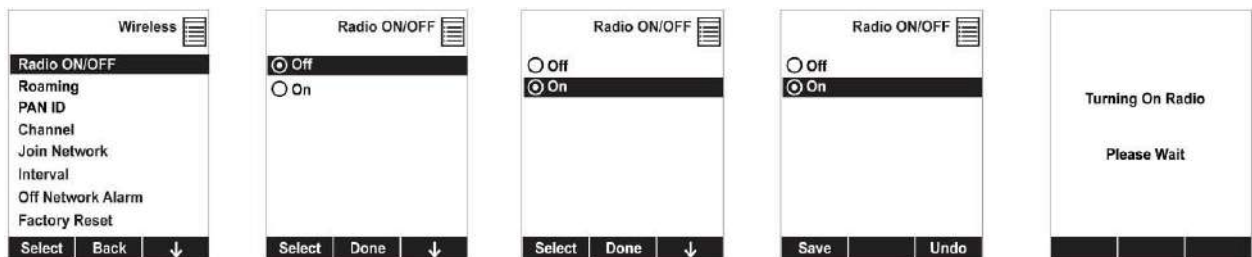 Wireless
Radio ON/OFF
Roaming
PAN ID
Channel
Join Network
Interval
Off Network Alarm
Factory Reset
Select Back ↓
Radio ON/OFF
Off
On
Select Done ↓
Radio ON/OFF
Off
On
Select Done ↓
Radio ON/OFF
Off
On
Save Undo
Turning On Radio
Please Wait